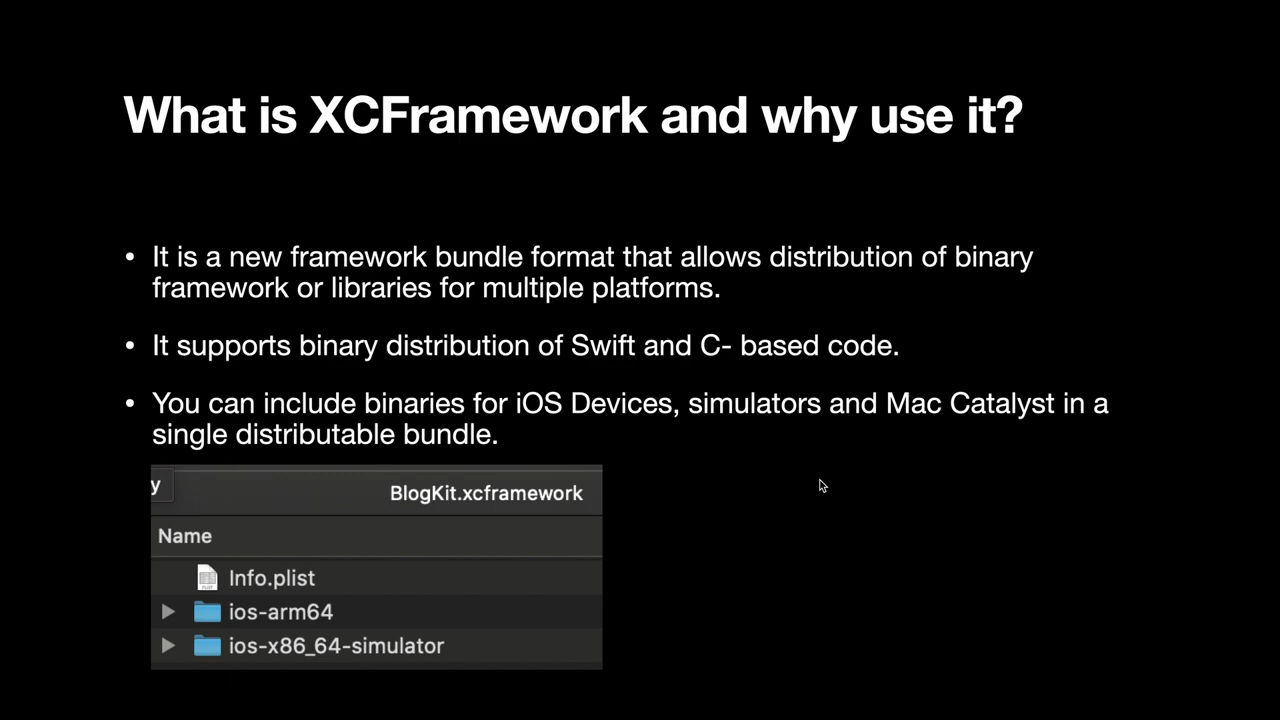 What is XCFramework and why use it?
• It is a new framework bundle format that allows distribution of binary
framework or libraries for multiple platforms.
• It supports binary distribution of Swift and C- based code.
• You can include binaries for iOS Devices, simulators and Mac Catalyst in a
single distributable bundle.
y
BlogKit.xcframework
Name
Info.plist
ios-arm64
ios-x86_64-simulator